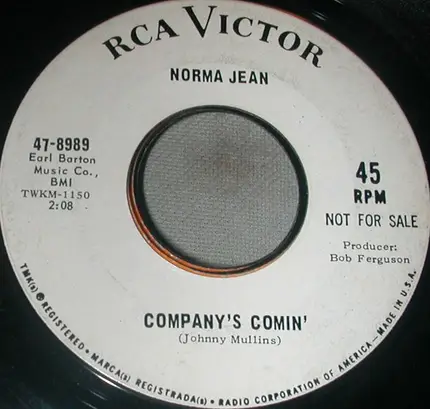 RCA VICTOR
NORMA JEAN
47-8989
Earl Barton
Music Co.,
BMI
TWKM-1150
2:08
45
RPM
NOT FOR SALE
Producer:
Bob Ferguson
COMPANY'S COMIN'
(Johnny Mullins)
TMK(s) ® REGISTERED • MARCA(s) REGISTRADA(s) • RADIO CORPORATION OF AMERICA—MADE IN U.S.A.